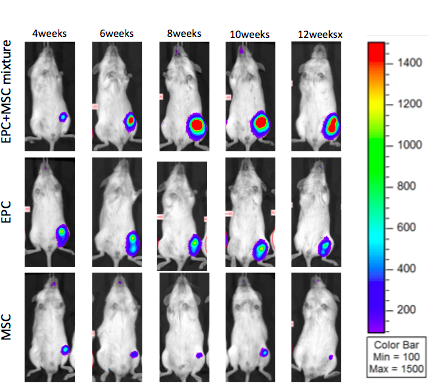 4weeks 6weeks 8weeks 10weeks 12weeksx
EPC+MSC mixture
EPC
MSC
1400
1200
1000
800
600
400
200
Color Bar
Min = 100
Max = 1500